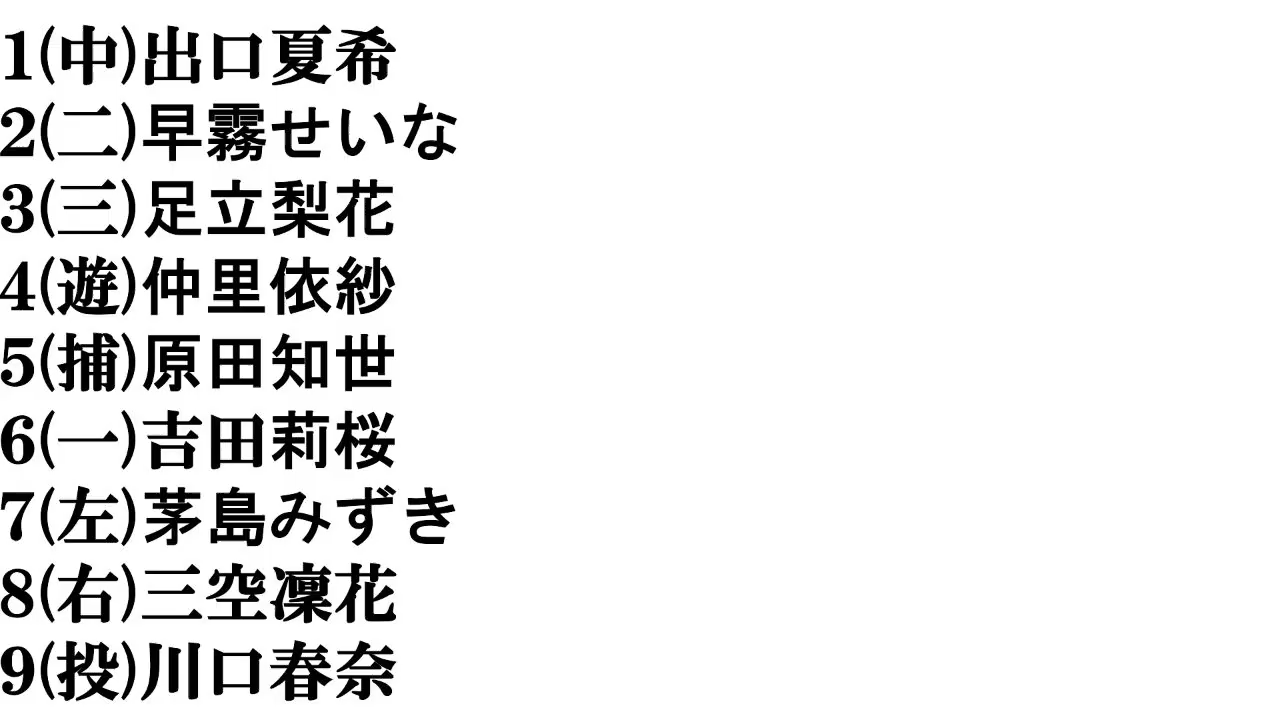 1(中)出口夏希
2(二)早霧せいな
3(三)足立梨花
4(遊)仲里依紗
5(捕)原田知世
6(一)吉田莉桜
7(左)茅島みずき
8(右)三空凜花
9(投)川口春奈